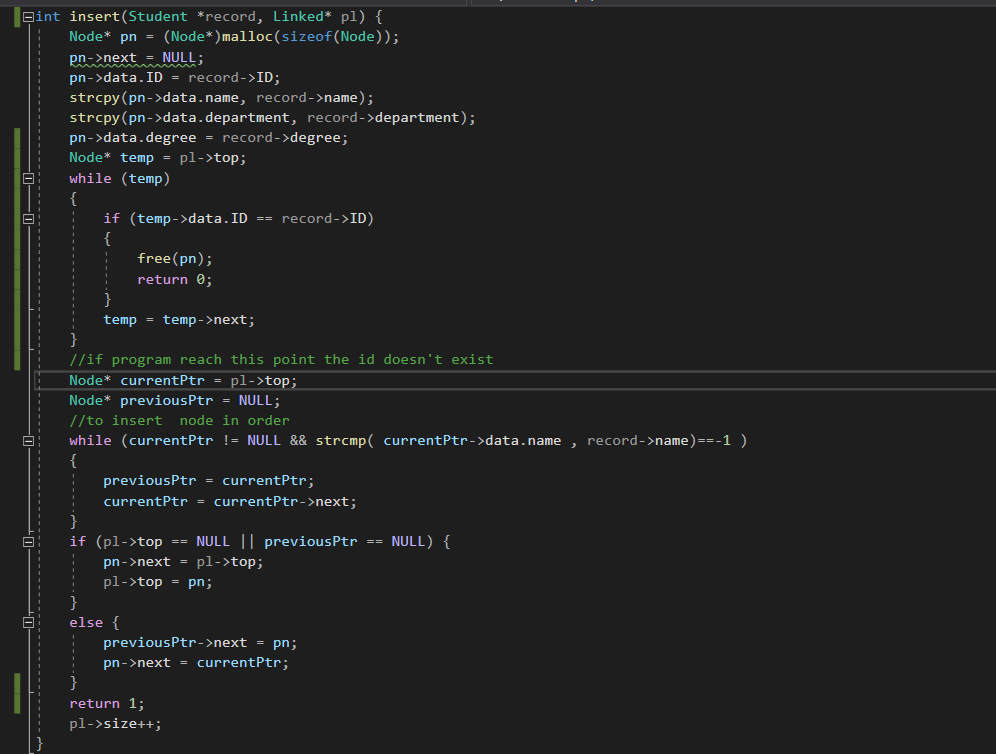 int insert(Student *record, Linked* pl) {
Node* pn = (Node*)malloc(sizeof(Node));
pn->next = NULL;
pn->data.ID = record->ID;
strcpy(pn->data.name, record->name);
strcpy(pn->data.department, record->department);
pn->data.degree = record->degree;
Node* temp = pl->top;
while (temp)
{
if (temp->data.ID == record->ID)
{
free(pn);
return 0;
}
temp = temp->next;
}
//if program reach this point the id doesn't exist
Node* currentPtr = pl->top;
Node* previousPtr = NULL;
//to insert  node in order
while (currentPtr != NULL && strcmp( currentPtr->data.name , record->name)==-1 )
{
previousPtr = currentPtr;
currentPtr = currentPtr->next;
}
if (pl->top == NULL || previousPtr == NULL) {
pn->next = pl->top;
pl->top = pn;
}
else {
previousPtr->next = pn;
pn->next = currentPtr;
}
return 1;
pl->size++;
}